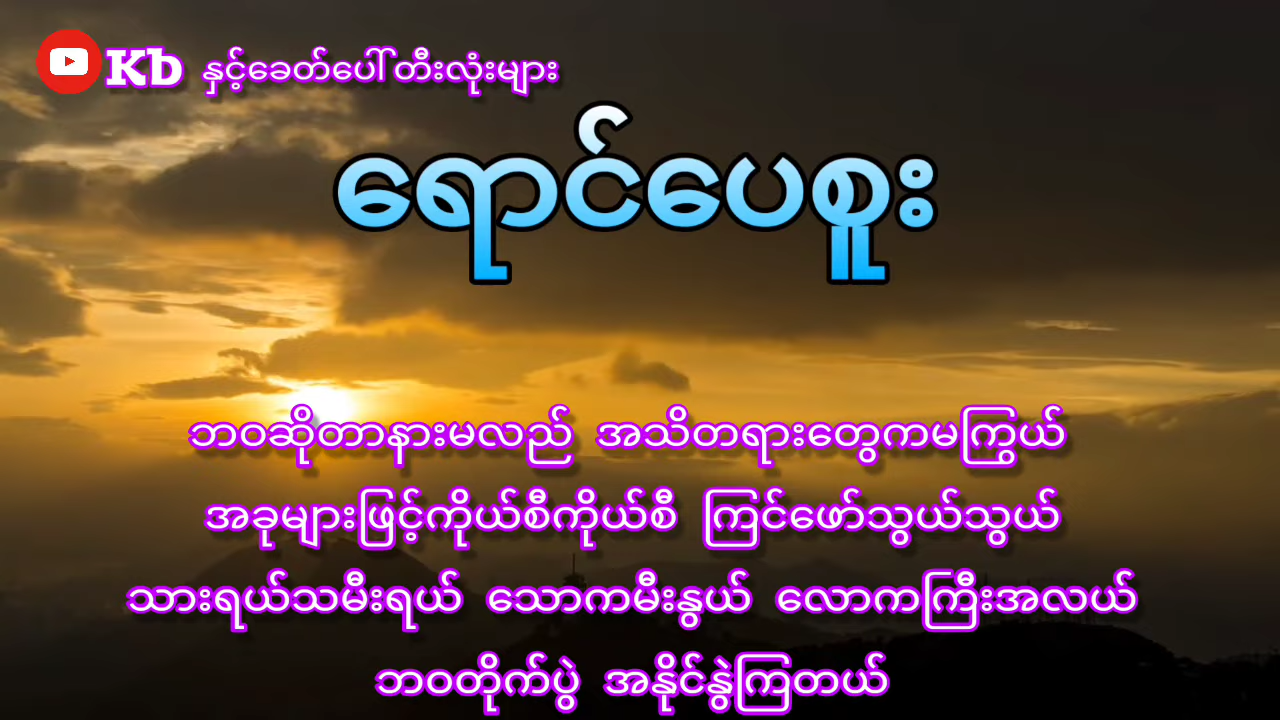 Kb နှင့်ခေတ်ပေါ်တီးလုံးများ
ရောင်ပေစူး
ဘဝဆိုတာနားမလည် အသိတရားတွေကမကြွယ်
အခုများဖြင့်ကိုယ်စီကိုယ်စီ ကြင်ဖော်သွယ်သွယ်
သားရယ်သမီးရယ် သောကမီးနွယ် လောကကြီးအလယ်
ဘဝတိုက်ပွဲ အနိုင်နွဲကြတယ်